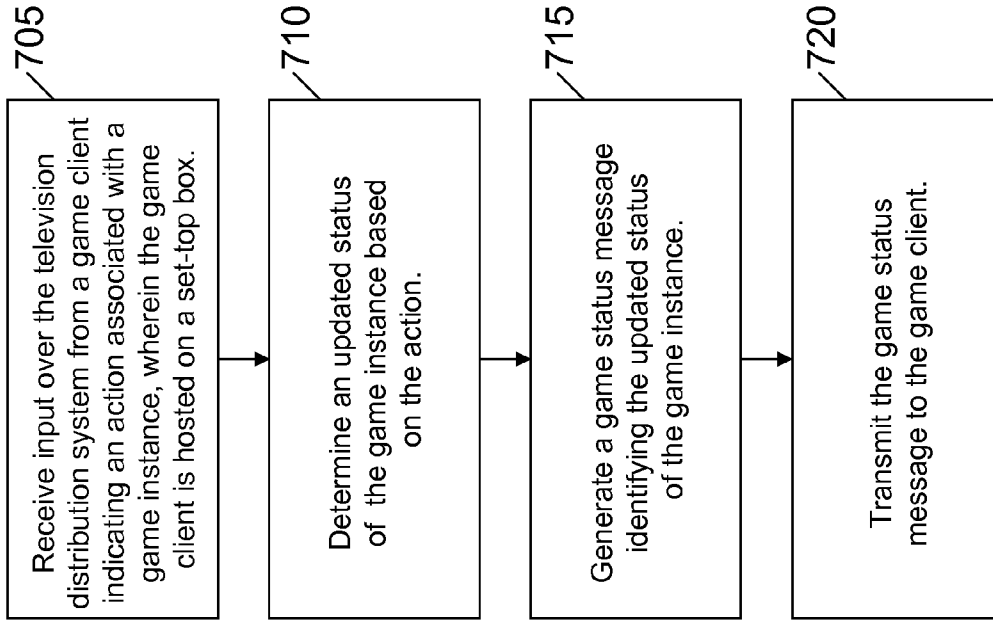 705
Receive input over the television
distribution system from a game client
indicating an action associated with a
game instance, wherein the game
client is hosted on a set-top box.
710
Determine an updated status
of the game instance based
on the action.
715
Generate a game status message
identifying the updated status
of the game instance.
720
Transmit the game status
message to the game client.